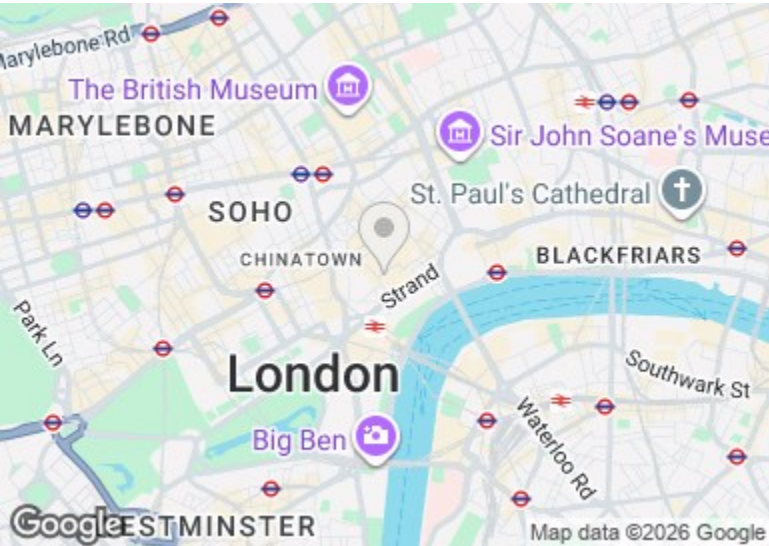 Marylebone Rd
The British Museum
MARYLEBONE
Sir John Soane's Muse
St. Paul's Cathedral
SOHO
CHINATOWN
BLACKFRIARS
Strand
Park Ln
London
Southwark St
Waterloo Rd
Big Ben
Google
ESTMINSTER
Map data ©2026 Google